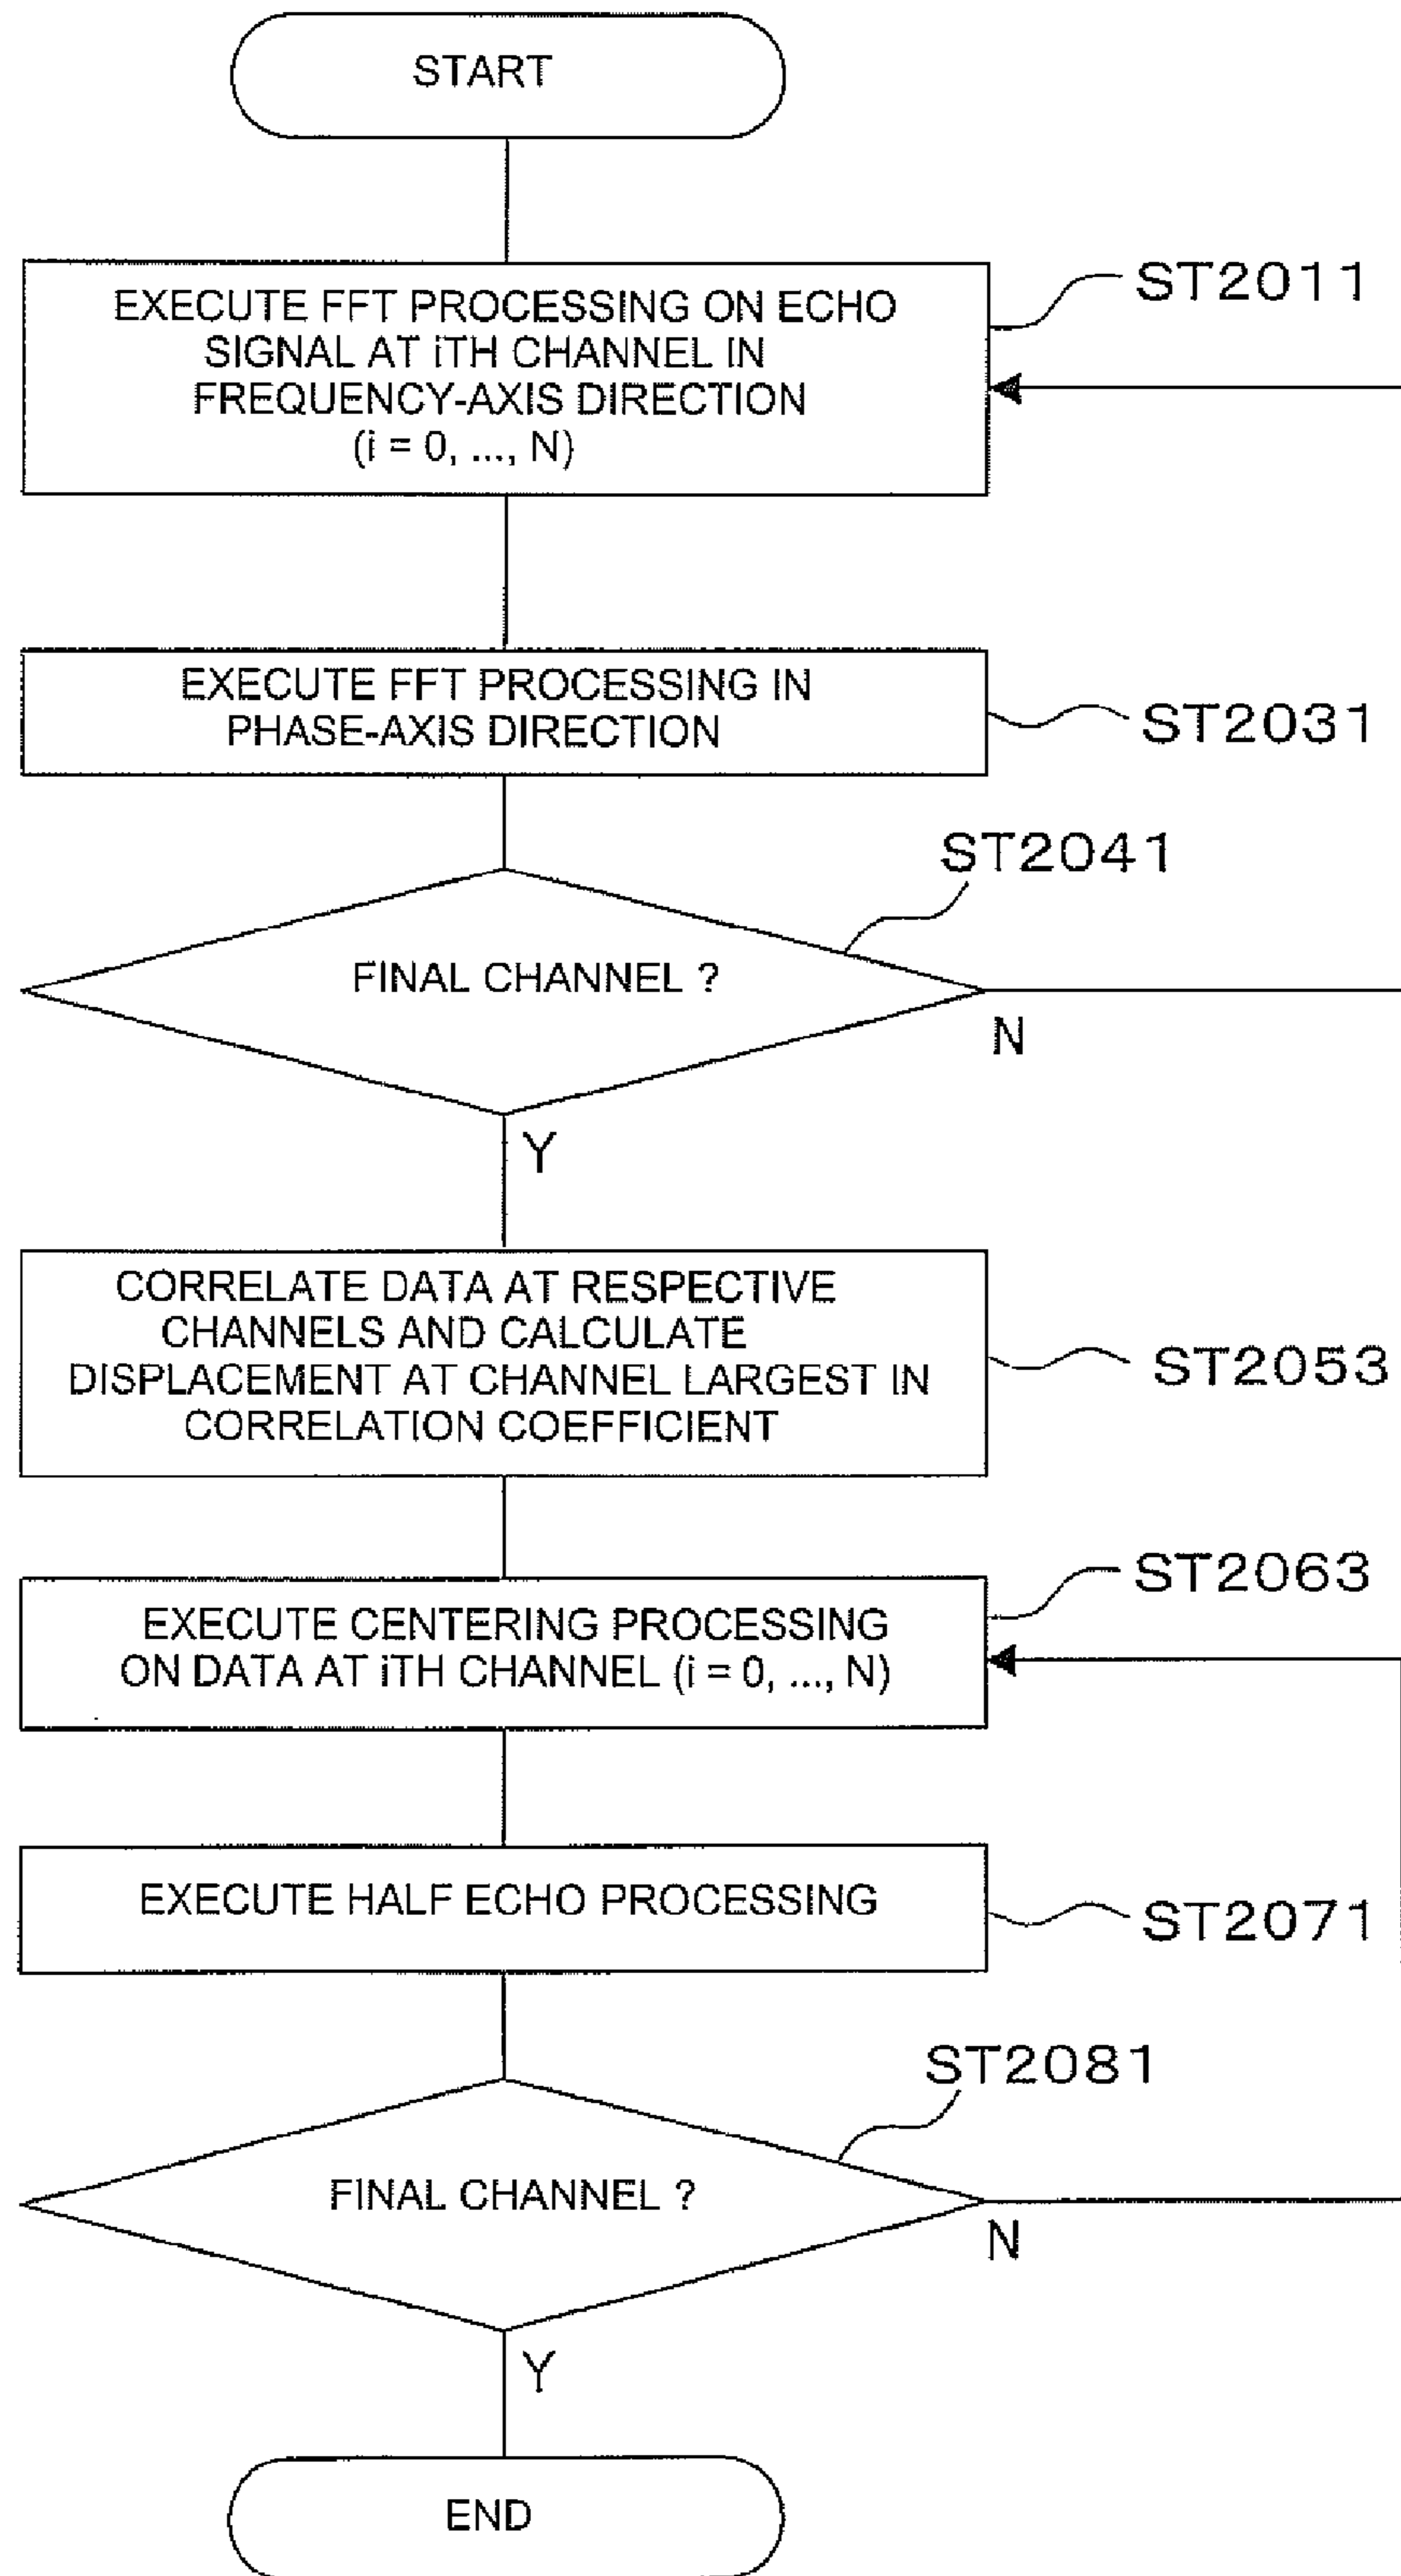 START
EXECUTE FFT PROCESSING ON ECHO
SIGNAL AT iTH CHANNEL IN
FREQUENCY-AXIS DIRECTION
(i = 0, ..., N)
ST2011
EXECUTE FFT PROCESSING IN
PHASE-AXIS DIRECTION
ST2031
ST2041
FINAL CHANNEL ?
N
Y
CORRELATE DATA AT RESPECTIVE
CHANNELS AND CALCULATE
DISPLACEMENT AT CHANNEL LARGEST IN
CORRELATION COEFFICIENT
ST2053
ST2063
EXECUTE CENTERING PROCESSING
ON DATA AT iTH CHANNEL (i = 0, ..., N)
EXECUTE HALF ECHO PROCESSING
ST2071
ST2081
FINAL CHANNEL ?
N
Y
END